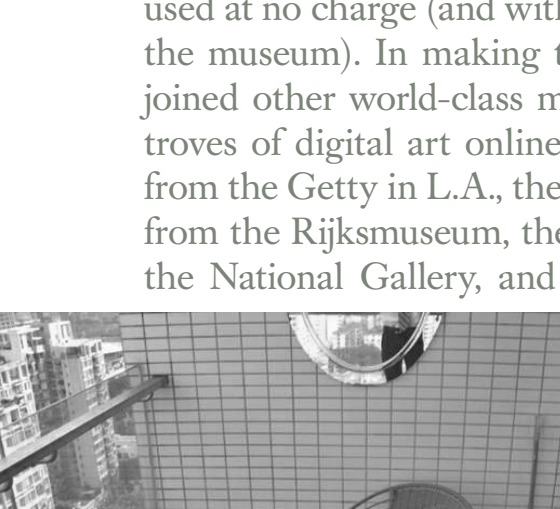 used at no charge (and with
the museum). In making
joined other world-class
troves of digital art online
from the Getty in L.A., the
from the Rijksmuseum, the
the National Gallery, and